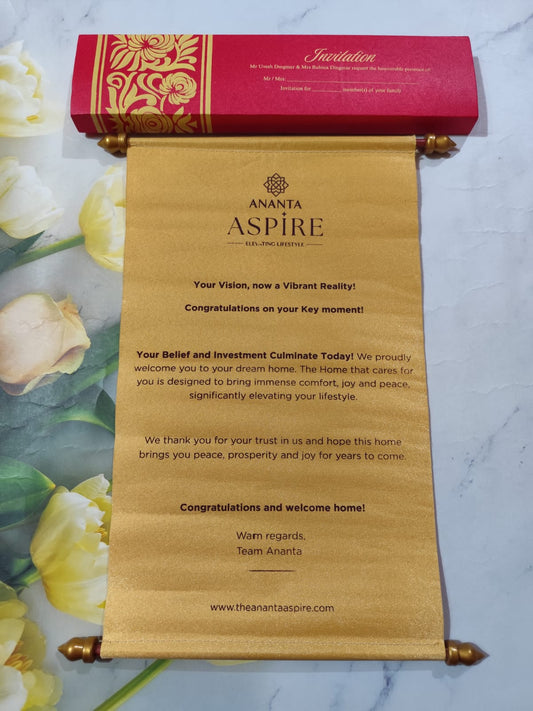 Invitation
Mr Umesh Dingreae & Mrs Rubina Dingreae request the honourable presence of
Mr / Mrs.
Invitation for member(s) of your family
ANANTA
ASPIRE
ELEVATING LIFESTYLE
Your Vision, now a Vibrant Reality!
Congratulations on your Key moment!
Your Belief and Investment Culminate Today! We proudly
welcome you to your dream home. The Home that cares for
you is designed to bring immense comfort, joy and peace,
significantly elevating your lifestyle.
We thank you for your trust in us and hope this home
brings you peace, prosperity and joy for years to come.
Congratulations and welcome home!
Warm regards,
Team Ananta
www.theanantaaspire.com